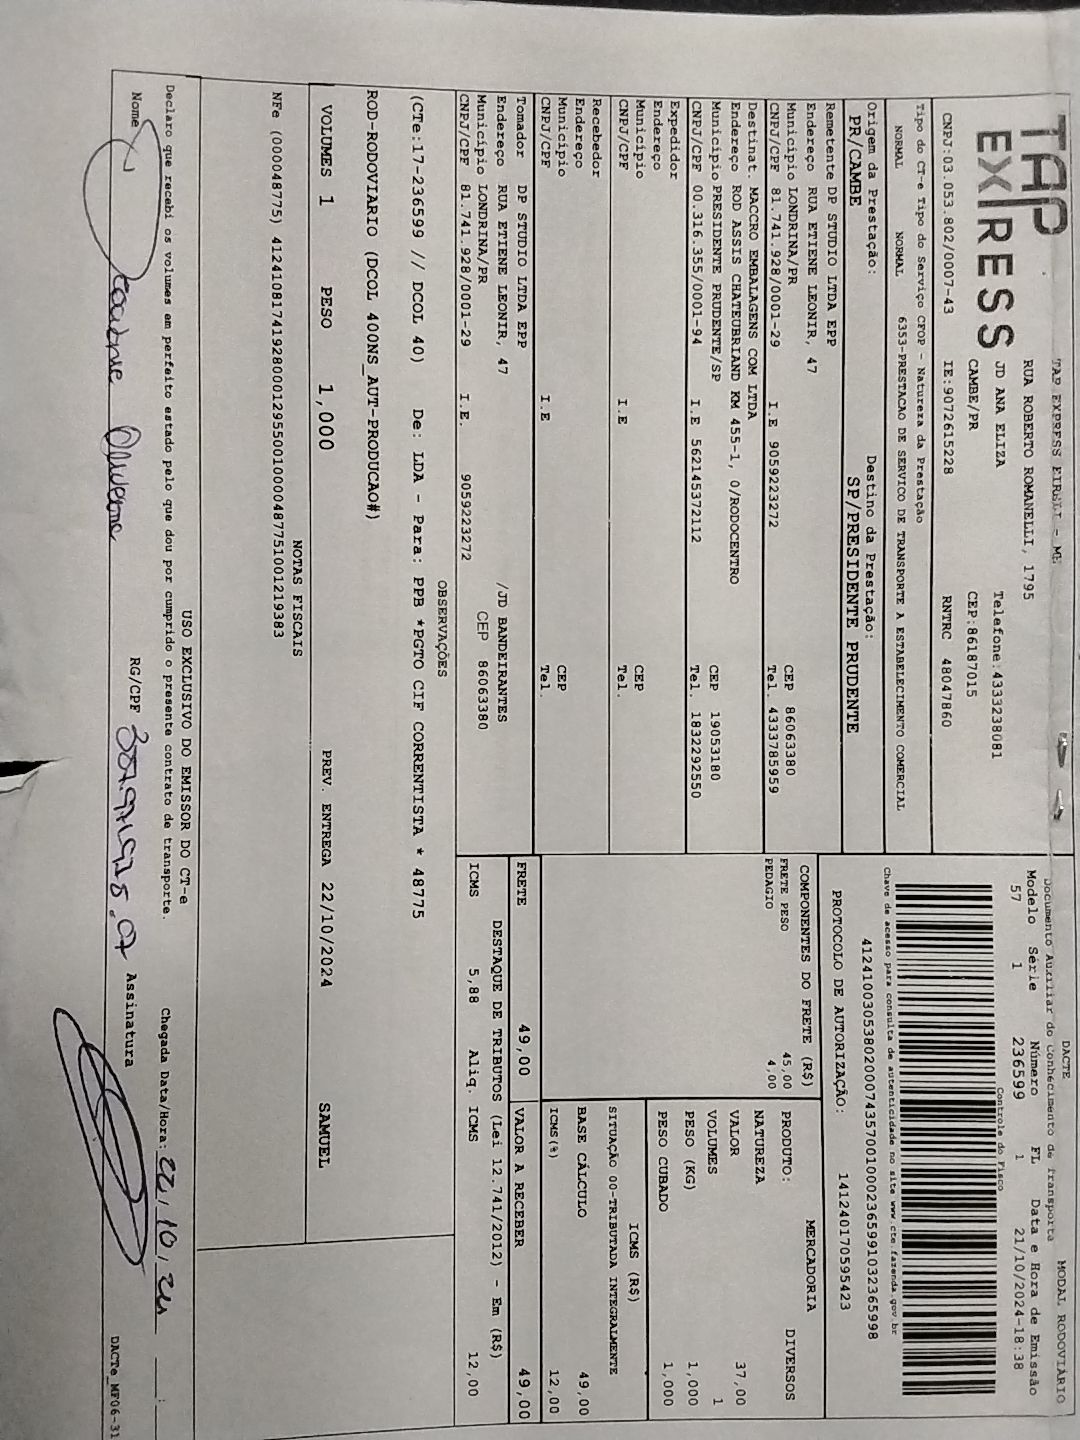 TAP EXPRESS
TAP EXPRESS EIRELI - ME
RUA ROBERTO ROMANELLI, 1795
Telefone:4333238081
JD ANA ELIZA
CEP:86187015
CAMBE/PR
CNPJ:03.053.802/0007-43 IE:9072615228 RNTRC 48047860
Tipo do CT-e Tipo do Serviço CFOP - Natureza da Prestação
NORMAL NORMAL 6353-PRESTACAO DE SERVICO DE TRANSPORTE A ESTABELECIMENTO COMERCIAL
Origem da Prestação: Destino da Prestação:
PR/CAMBE SP/PRESIDENTE PRUDENTE
Remetente DP STUDIO LTDA EPP
Endereço RUA ETIENE LEONIR, 47
Município LONDRINA/PR CEP 86063380
CNPJ/CPF 81.741.928/0001-29 I.E 9059223272 Tel. 4333785959
Destinat. MACCRO EMBALAGENS COM LTDA
Endereço ROD ASSIS CHATEUBRIAND KM 455-1, 0/RODOCENTRO
Município PRESIDENTE PRUDENTE/SP CEP 19053180
CNPJ/CPF 00.316.355/0001-94 I.E 562145372112 Tel. 1832292550
Expedidor
Endereço
Município CEP
CNPJ/CPF I.E Tel.
Recebedor
Endereço
Município CEP
CNPJ/CPF I.E Tel.
Tomador DP STUDIO LTDA EPP
Endereço RUA ETIENE LEONIR, 47 /JD BANDEIRANTES
Município LONDRINA/PR CEP 86063380
CNPJ/CPF 81.741.928/0001-29 I.E. 9059223272
DACTE MODAL RODOVIÁRIO
Documento Auxiliar do Conhecimento de Transporte
Modelo Série Número FL Data e Hora de Emissão
57 1 236599 1 21/10/2024-18:38
Controle do Fisco
Chave de acesso para consulta de autenticidade no site www.cte.fazenda.gov.br
41241003053802000743570010002365991032365998
PROTOCOLO DE AUTORIZAÇÃO: 141240170595423
COMPONENTES DO FRETE (R$)
FRETE PESO 45,00
PEDAGIO 4,00
MERCADORIA
PRODUTO: DIVERSOS
NATUREZA
VALOR 37,00
VOLUMES 1
PESO (KG) 1,000
PESO CUBADO 1,000
ICMS (R$)
SITUAÇÃO 00-TRIBUTADA INTEGRALMENTE
BASE CÁLCULO 49,00
ICMS(%) 12,00
FRETE 49,00 VALOR A RECEBER 49,00
DESTAQUE DE TRIBUTOS (Lei 12.741/2012) - Em (R$)
ICMS 5,88 Aliq. ICMS 12,00
OBSERVAÇÕES
(CTe:17-236599 // DCOL 40) De: LDA - Para: PPB *PGTO CIF CORRENTISTA * 48775
ROD-RODOVIARIO (DCOL 400NS_AUT-PRODUCAO#)
VOLUMES 1 PESO 1,000 PREV. ENTREGA 22/10/2024 SAMUEL
NOTAS FISCAIS
NFe (000048775) 41241081741928000129550010000487751001219383
USO EXCLUSIVO DO EMISSOR DO CT-e
Declaro que recebi os volumes em perfeito estado pelo que dou por cumprido o presente contrato de transporte. Chegada Data/Hora: 22/10/24 :
Nome RG/CPF Assinatura
DACTe_MF06-31